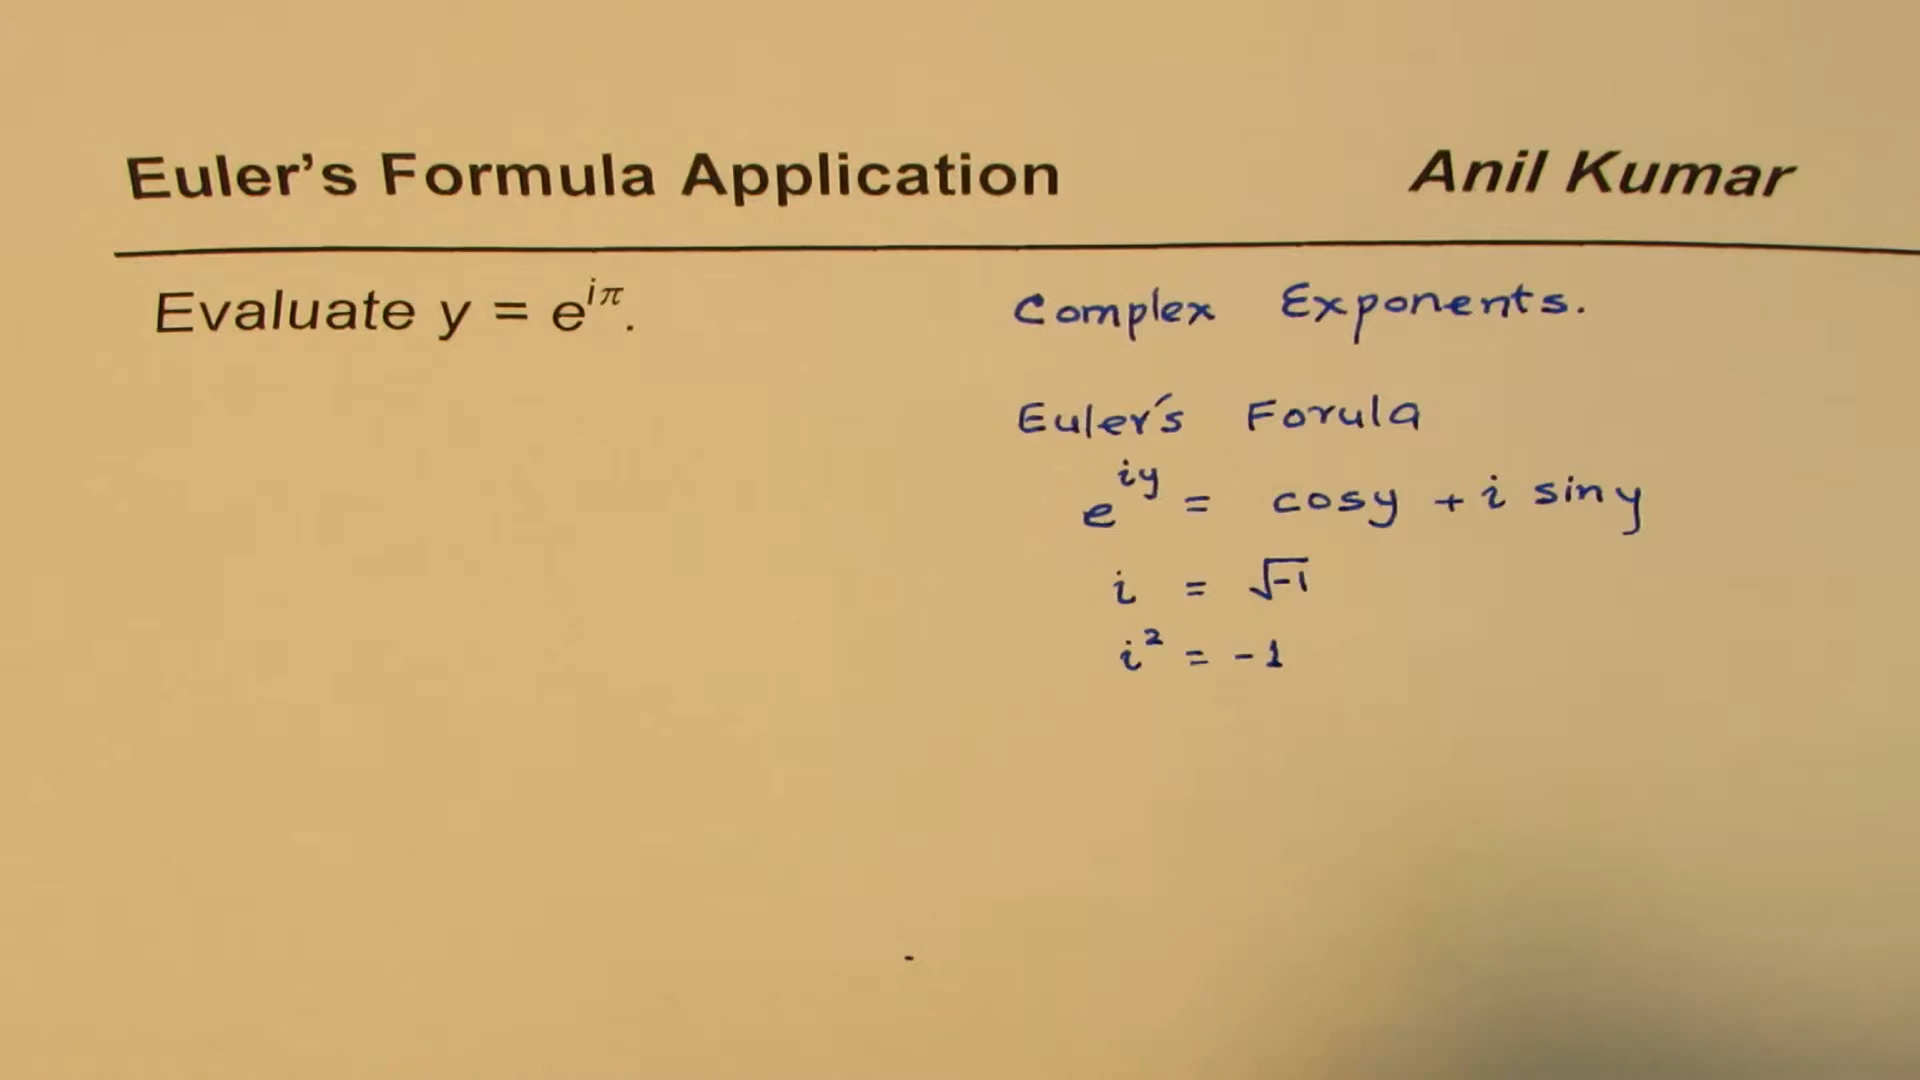 Euler's Formula Application Anil Kumar
Evaluate y = e^{iπ}.
Complex Exponents.
Euler's Forula
e^{iy} = cosy + i siny
i = √-1
i² = -1